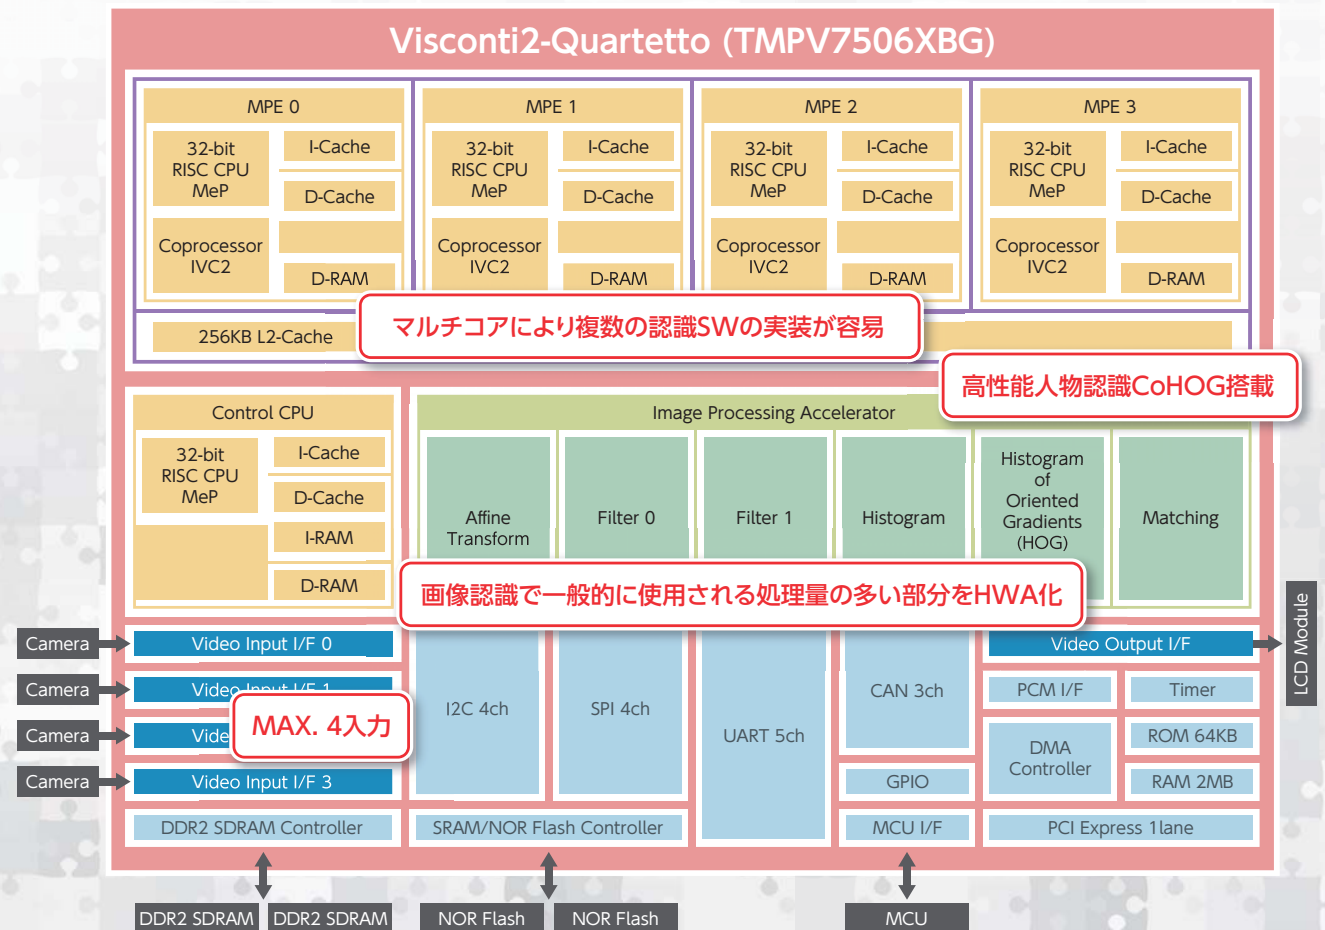 Visconti2-Quartetto (TMPV7506XBG)
MPE 0
32-bit
RISC CPU
MeP
I-Cache
D-Cache
Coprocessor
IVC2
D-RAM
MPE 1
32-bit
RISC CPU
MeP
I-Cache
D-Cache
Coprocessor
IVC2
D-RAM
MPE 2
32-bit
RISC CPU
MeP
I-Cache
D-Cache
Coprocessor
IVC2
D-RAM
MPE 3
32-bit
RISC CPU
MeP
I-Cache
D-Cache
Coprocessor
IVC2
D-RAM
256KB L2-Cache
マルチコアにより複数の認識SWの実装が容易
高性能人物認識CoHOG搭載
Control CPU
32-bit
RISC CPU
MeP
I-Cache
D-Cache
I-RAM
D-RAM
Image Processing Accelerator
Affine
Transform
Filter 0
Filter 1
Histogram
Histogram
of
Oriented
Gradients
(HOG)
Matching
画像認識で一般的に使用される処理量の多い部分をHWA化
Camera
Video Input I/F 0
Camera
Video Input I/F 1
Camera
Vide
Camera
Video Input I/F 3
MAX. 4入力
I2C 4ch
SPI 4ch
UART 5ch
CAN 3ch
GPIO
MCU I/F
Video Output I/F
LCD Module
PCM I/F
Timer
DMA
Controller
ROM 64KB
RAM 2MB
DDR2 SDRAM Controller
SRAM/NOR Flash Controller
PCI Express 1lane
DDR2 SDRAM
DDR2 SDRAM
NOR Flash
NOR Flash
MCU